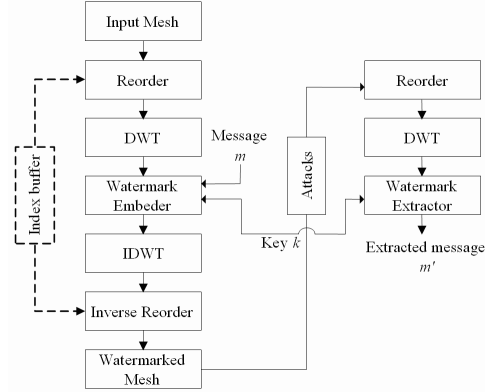 Input Mesh
Reorder
DWT
Message
m
Watermark
Embeder
Index buffer
IDWT
Key k
Inverse Reorder
Watermarked
Mesh
Attacks
Reorder
DWT
Watermark
Extractor
Extracted message
m'